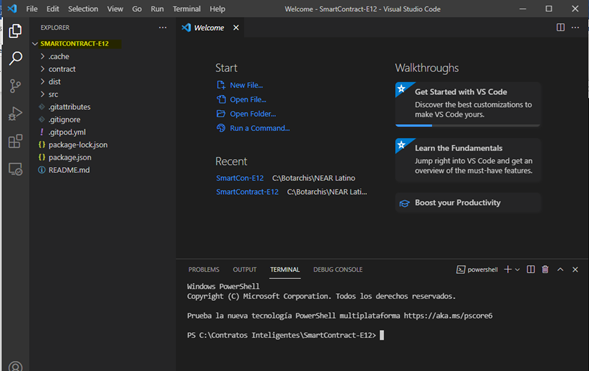 File Edit Selection View Go Run Terminal Help
Welcome - SmartContract-E12 - Visual Studio Code
EXPLORER
SMARTCONTRACT-E12
.cache
contract
dist
src
.gitattributes
.gitignore
.gitpod.yml
package-lock.json
package.json
README.md
Welcome
Start
New File...
Open File...
Open Folder...
Run a Command...
Recent
SmartCon-E12 C:\Botarchis\NEAR Latino
SmartContract-E12 C:\Botarchis\NEAR Lati...
Walkthroughs
Get Started with VS Code
Discover the best customizations to
make VS Code yours.
Learn the Fundamentals
Jump right into VS Code and get an
overview of the must-have features.
Boost your Productivity
PROBLEMS OUTPUT TERMINAL DEBUG CONSOLE
powershell
Windows PowerShell
Copyright (C) Microsoft Corporation. Todos los derechos reservados.
Prueba la nueva tecnología PowerShell multiplataforma https://aka.ms/pscore6
PS C:\Contratos Inteligentes\SmartContract-E12>